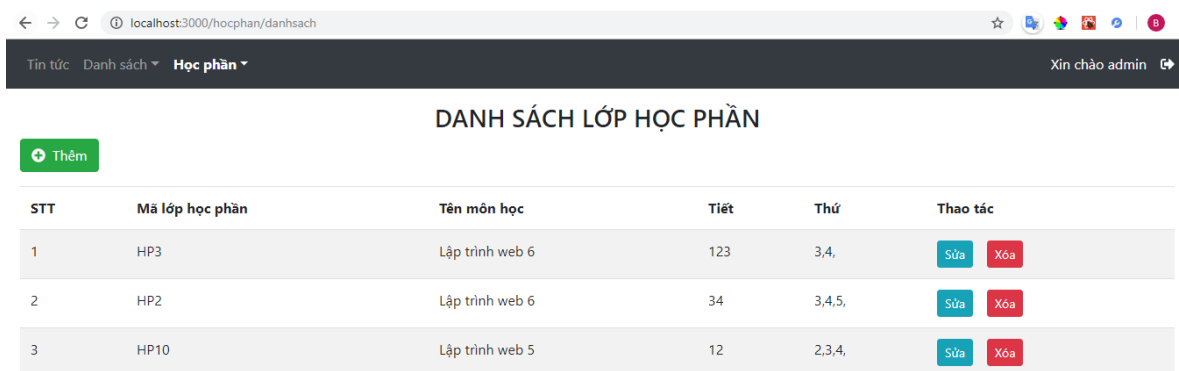 localhost:3000/hocphan/danhsach B
Tin tức Danh sách Học phần Xin chào admin
DANH SÁCH LỚP HỌC PHẦN
Thêm
STT Mã lớp học phần Tên môn học Tiết Thứ Thao tác
1 HP3 Lập trình web 6 123 3,4, Sửa Xóa
2 HP2 Lập trình web 6 34 3,4,5, Sửa Xóa
3 HP10 Lập trình web 5 12 2,3,4, Sửa Xóa